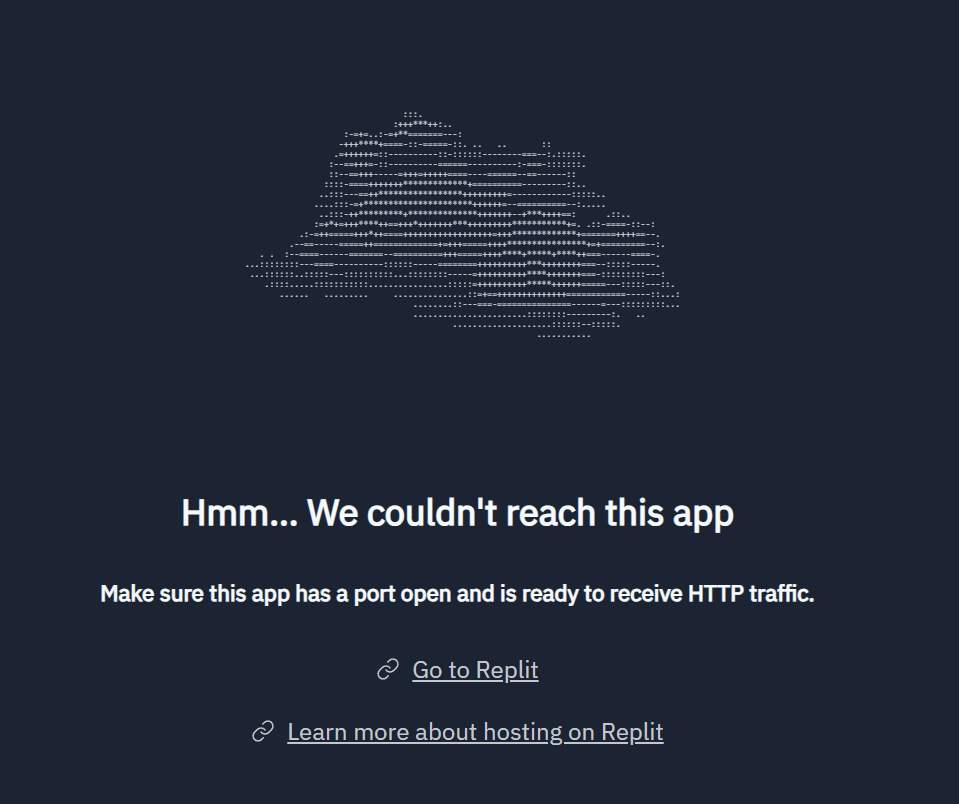 Hmm... We couldn't reach this app
Make sure this app has a port open and is ready to receive HTTP traffic.
Go to Replit
Learn more about hosting on Replit